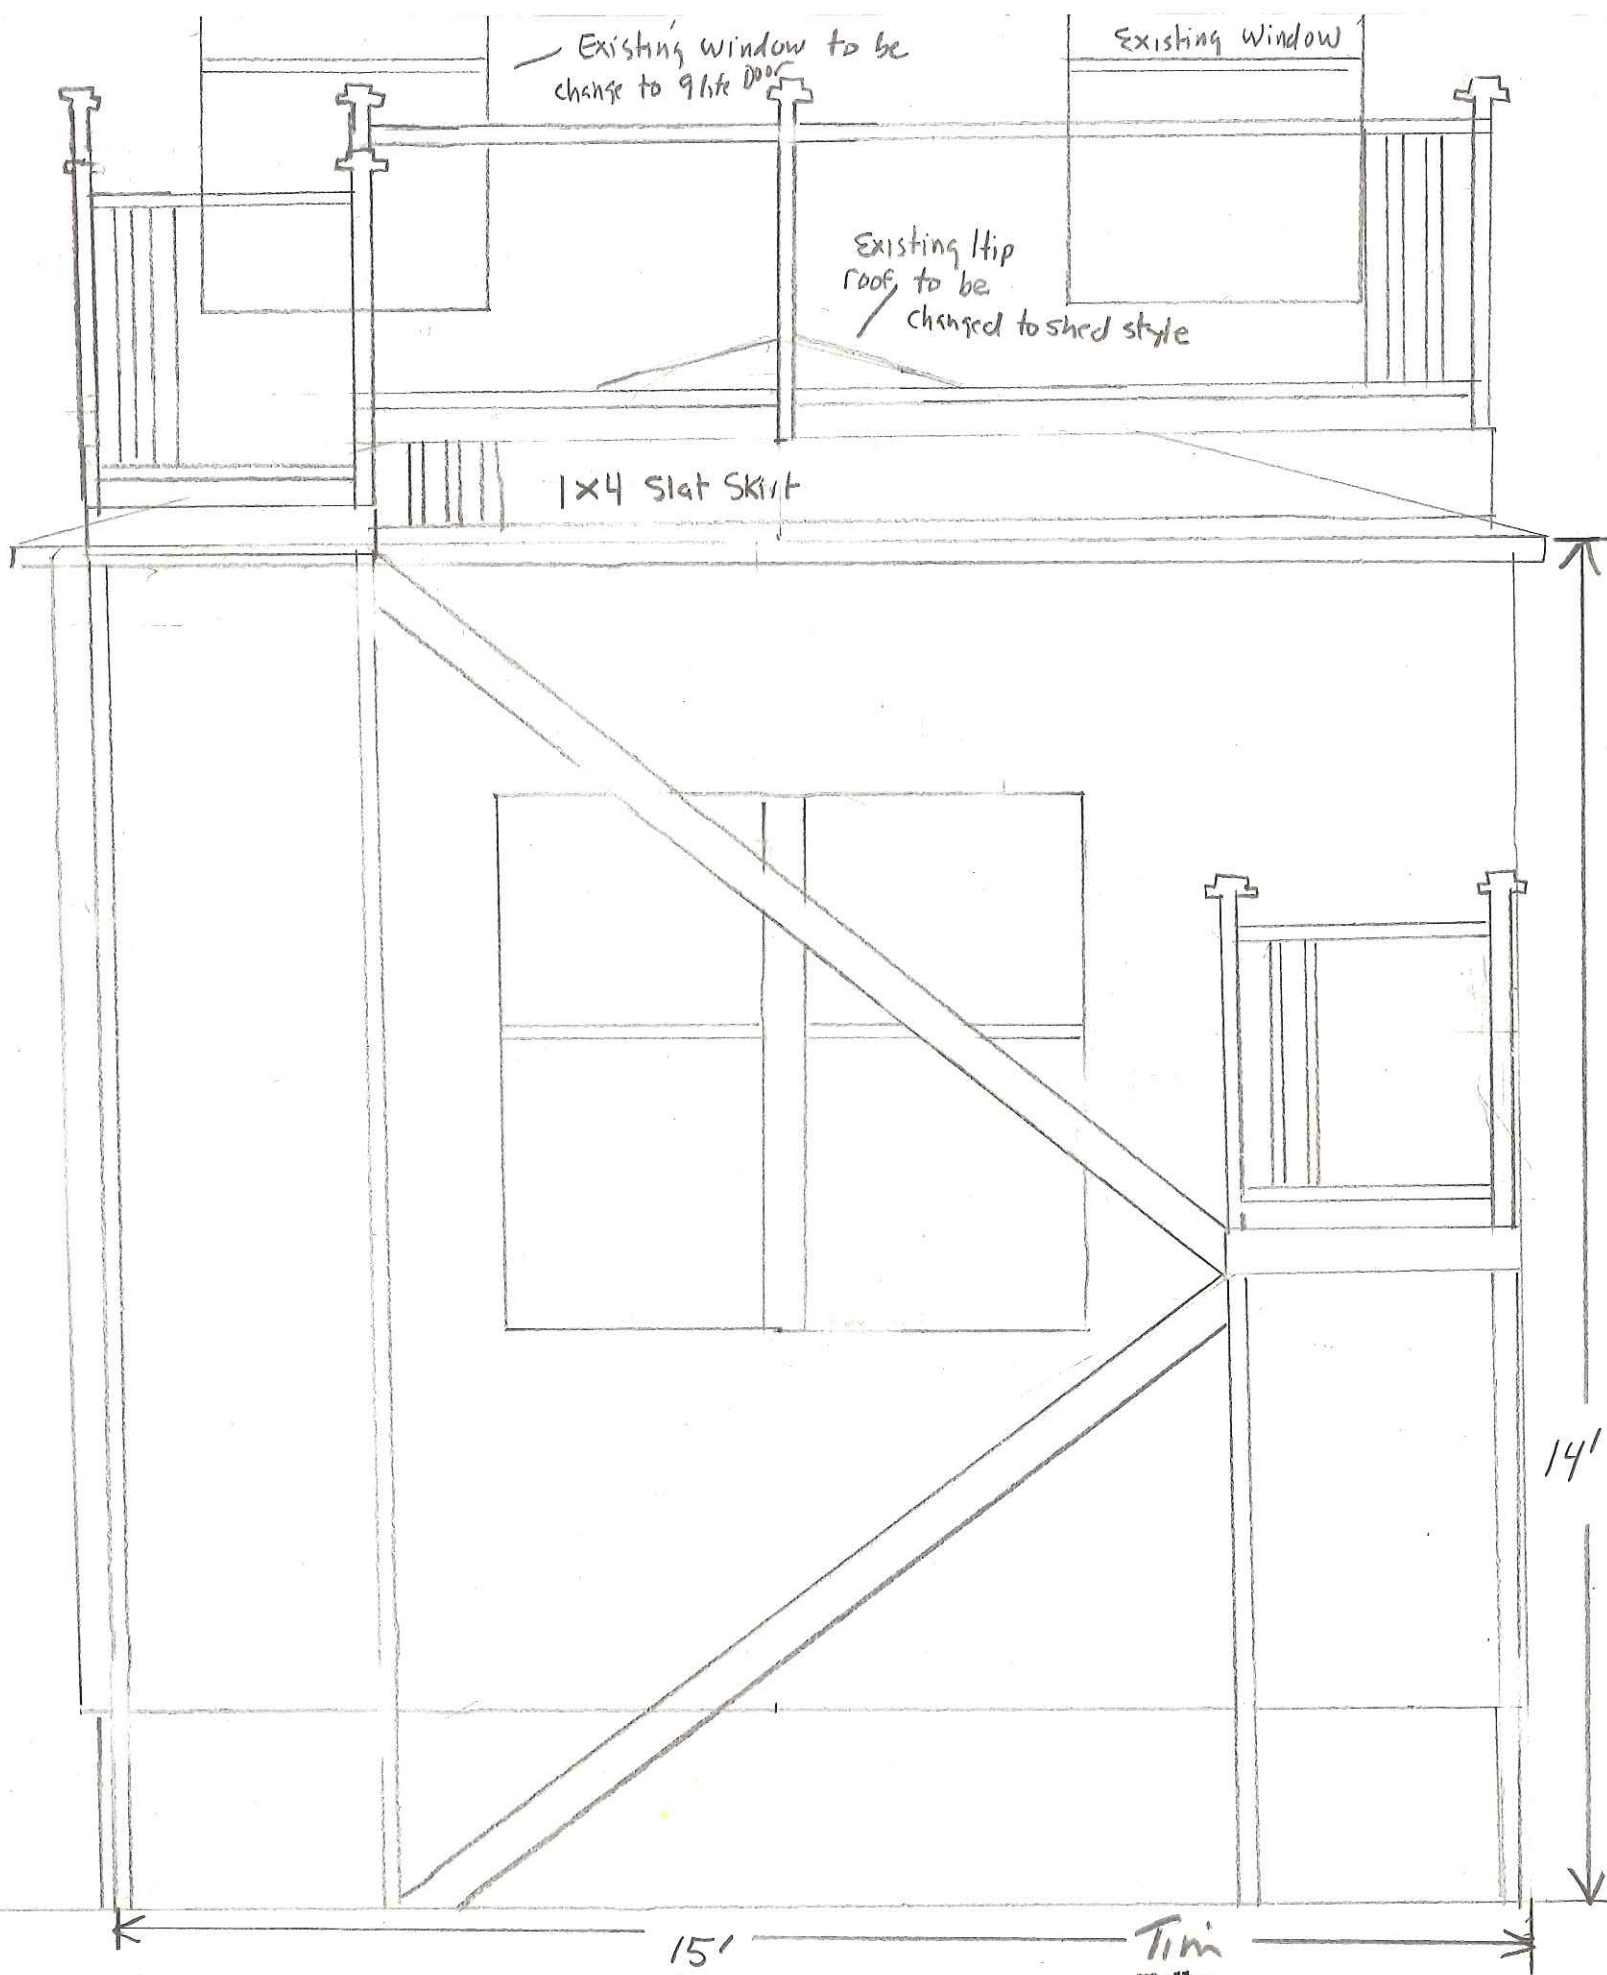 Existing window to be
change to 9 lite Door
Existing window
Existing Hip
roof to be
changed to shed style
1x4 Slat Skirt
14'
15'
Tim